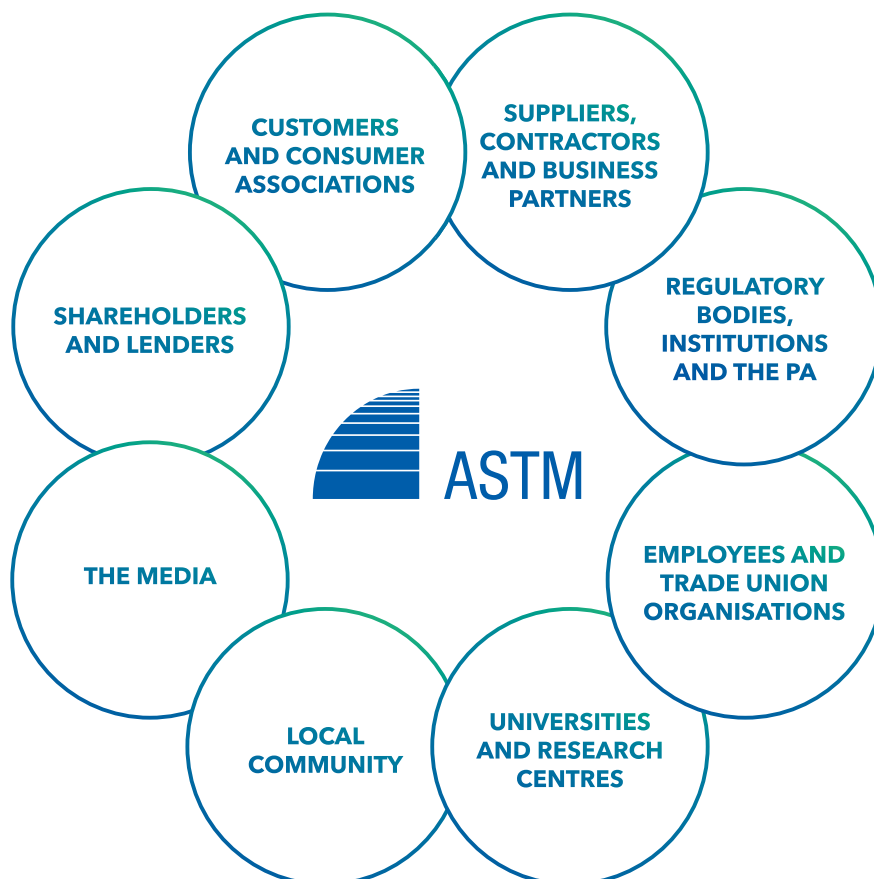 CUSTOMERS
AND CONSUMER
ASSOCIATIONS
SUPPLIERS,
CONTRACTORS
AND BUSINESS
PARTNERS
REGULATORY
BODIES,
INSTITUTIONS
AND THE PA
SHAREHOLDERS
AND LENDERS
ASTM
EMPLOYEES AND
TRADE UNION
ORGANISATIONS
THE MEDIA
UNIVERSITIES
AND RESEARCH
CENTRES
LOCAL
COMMUNITY